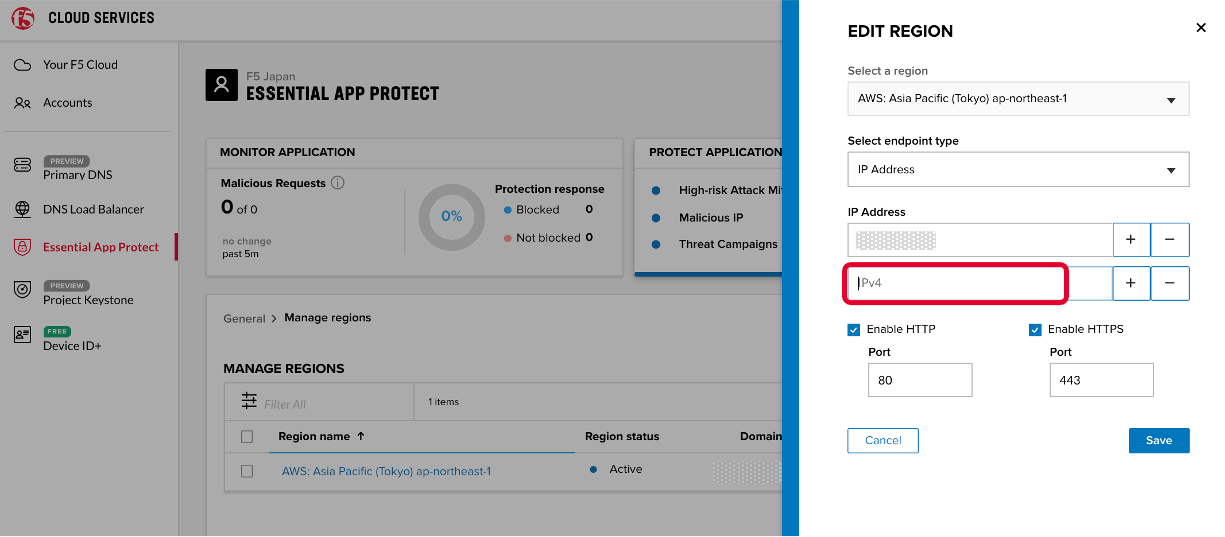 f5 CLOUD SERVICES
Your F5 Cloud
Accounts
PREVIEW
Primary DNS
DNS Load Balancer
Essential App Protect
PREVIEW
Project Keystone
FREE
Device ID+
F5 Japan
ESSENTIAL APP PROTECT
MONITOR APPLICATION
Malicious Requests
0 of 0
no change
past 5m
0%
Protection response
Blocked 0
Not blocked 0
PROTECT APPLICATION
High-risk Attack Mit
Malicious IP
Threat Campaigns
General > Manage regions
MANAGE REGIONS
Filter All
1 items
Region name ↑ Region status Domain
AWS: Asia Pacific (Tokyo) ap-northeast-1 Active
EDIT REGION
Select a region
AWS: Asia Pacific (Tokyo) ap-northeast-1
Select endpoint type
IP Address
IP Address
IPv4
Enable HTTP
Port
80
Enable HTTPS
Port
443
Cancel
Save